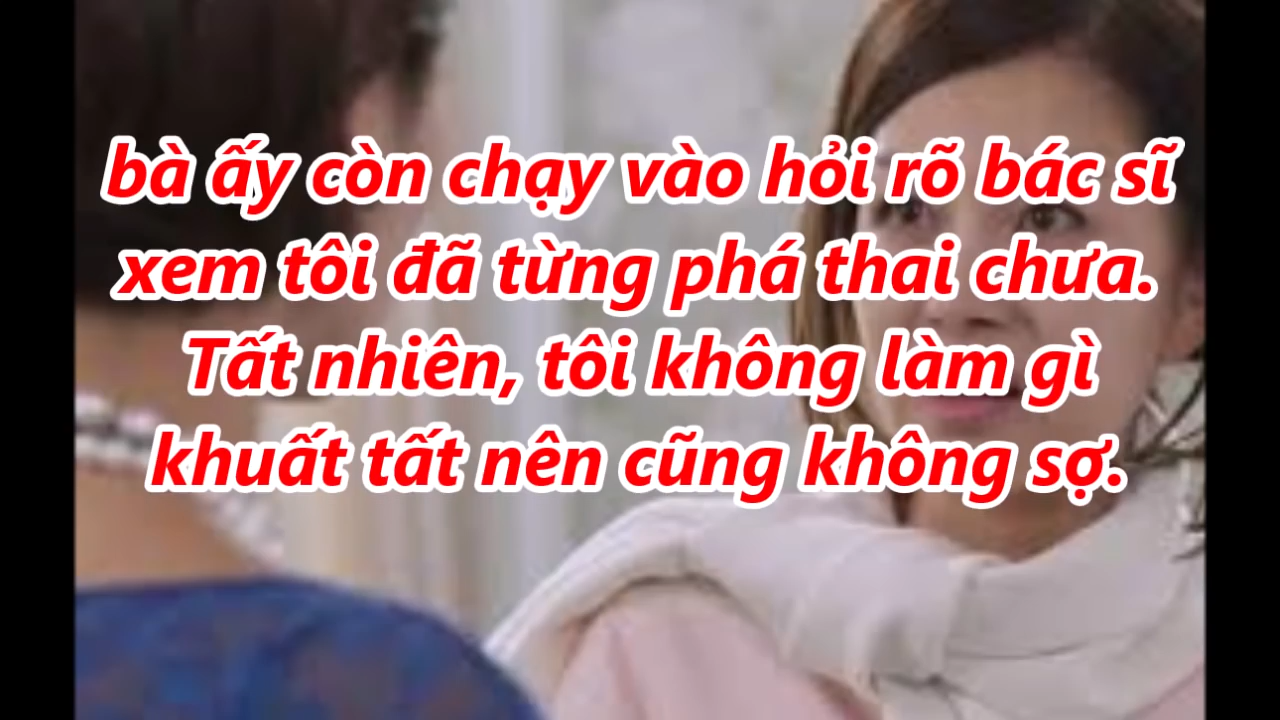 bà ấy còn chạy vào hỏi rõ bác sĩ
xem tôi đã từng phá thai chưa.
Tất nhiên, tôi không làm gì
khuất tất nên cũng không sợ.